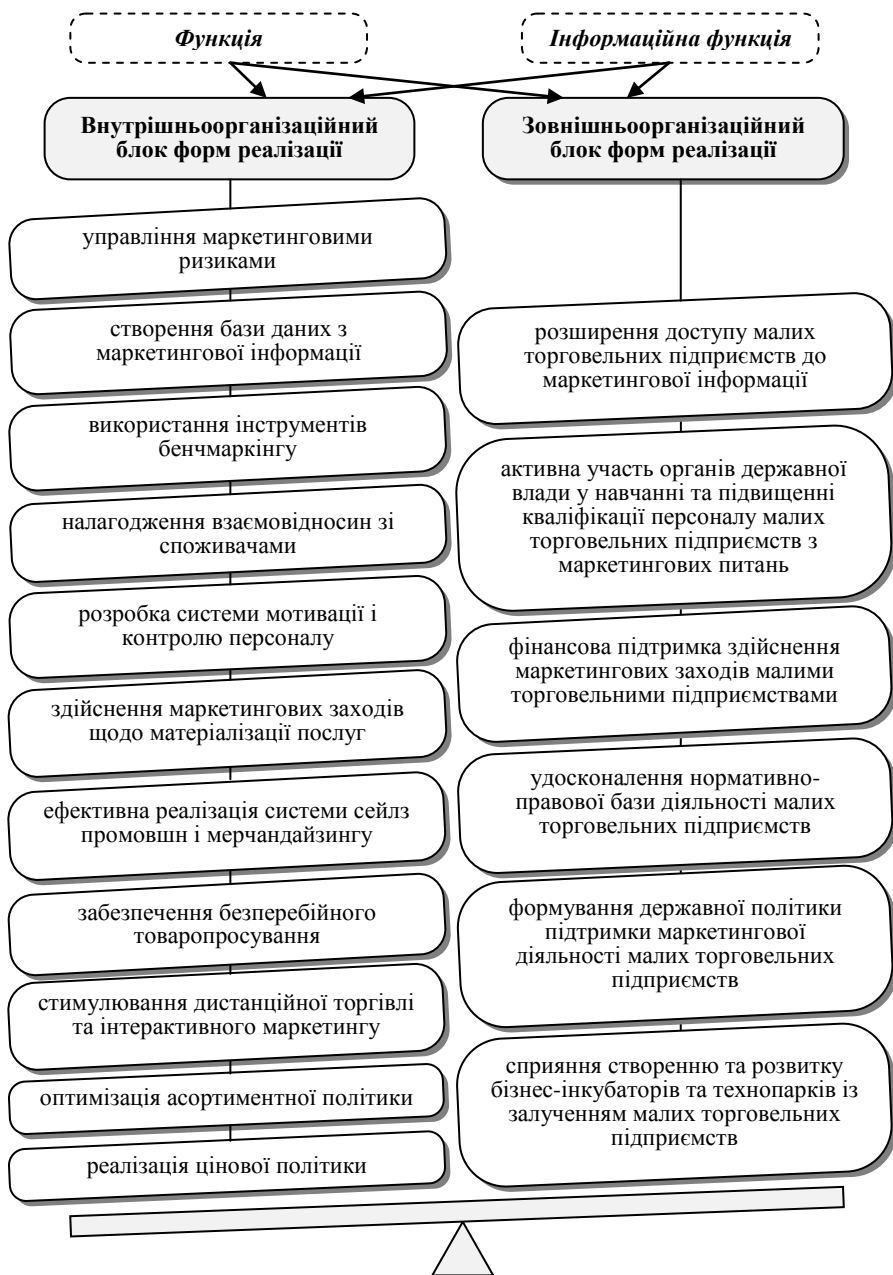 Функція
Інформаційна функція
Внутрішньоорганізаційний
блок форм реалізації
Зовнішньоорганізаційний
блок форм реалізації
управління маркетинговими
ризиками
створення бази даних з
маркетингової інформації
використання інструментів
бенчмаркінгу
налагодження взаємовідносин зі
споживачами
розробка системи мотивації і
контролю персоналу
здійснення маркетингових заходів
щодо матеріалізації послуг
ефективна реалізація системи сейлз
промовшн і мерчандайзингу
забезпечення безперебійного
товаропросування
стимулювання дистанційної торгівлі
та інтерактивного маркетингу
оптимізація асортиментної політики
реалізація цінової політики
розширення доступу малих
торговельних підприємств до
маркетингової інформації
активна участь органів державної
влади у навчанні та підвищенні
кваліфікації персоналу малих
торговельних підприємств з
маркетингових питань
фінансова підтримка здійснення
маркетингових заходів малими
торговельними підприємствами
удосконалення нормативно-
правової бази діяльності малих
торговельних підприємств
формування державної політики
підтримки маркетингової
діяльності малих торговельних
підприємств
сприяння створенню та розвитку
бізнес-інкубаторів та технопарків із
залученням малих торговельних
підприємств